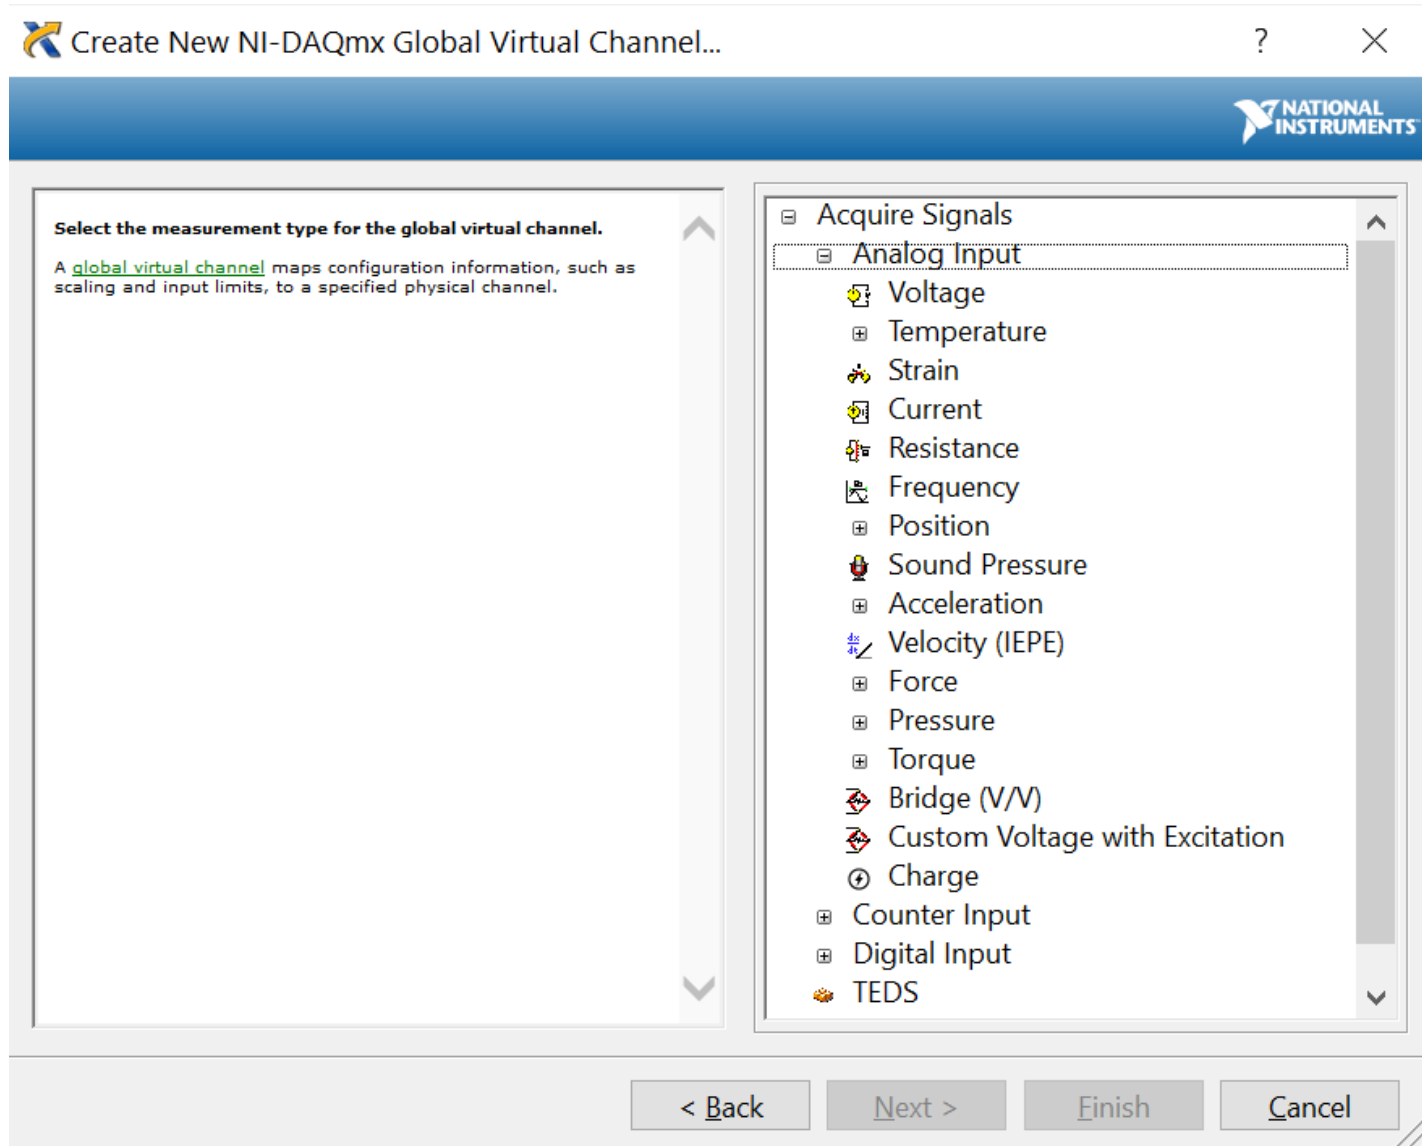 Create New NI-DAQmx Global Virtual Channel...
?
NATIONAL
INSTRUMENTS
Select the measurement type for the global virtual channel.
A global virtual channel maps configuration information, such as
scaling and input limits, to a specified physical channel.
Acquire Signals
Analog Input
Voltage
Temperature
Strain
Current
Resistance
Frequency
Position
Sound Pressure
Acceleration
dx
dt
Velocity (IEPE)
Force
Pressure
Torque
Bridge (V/V)
Custom Voltage with Excitation
Charge
Counter Input
Digital Input
TEDS
< Back
Next >
Finish
Cancel